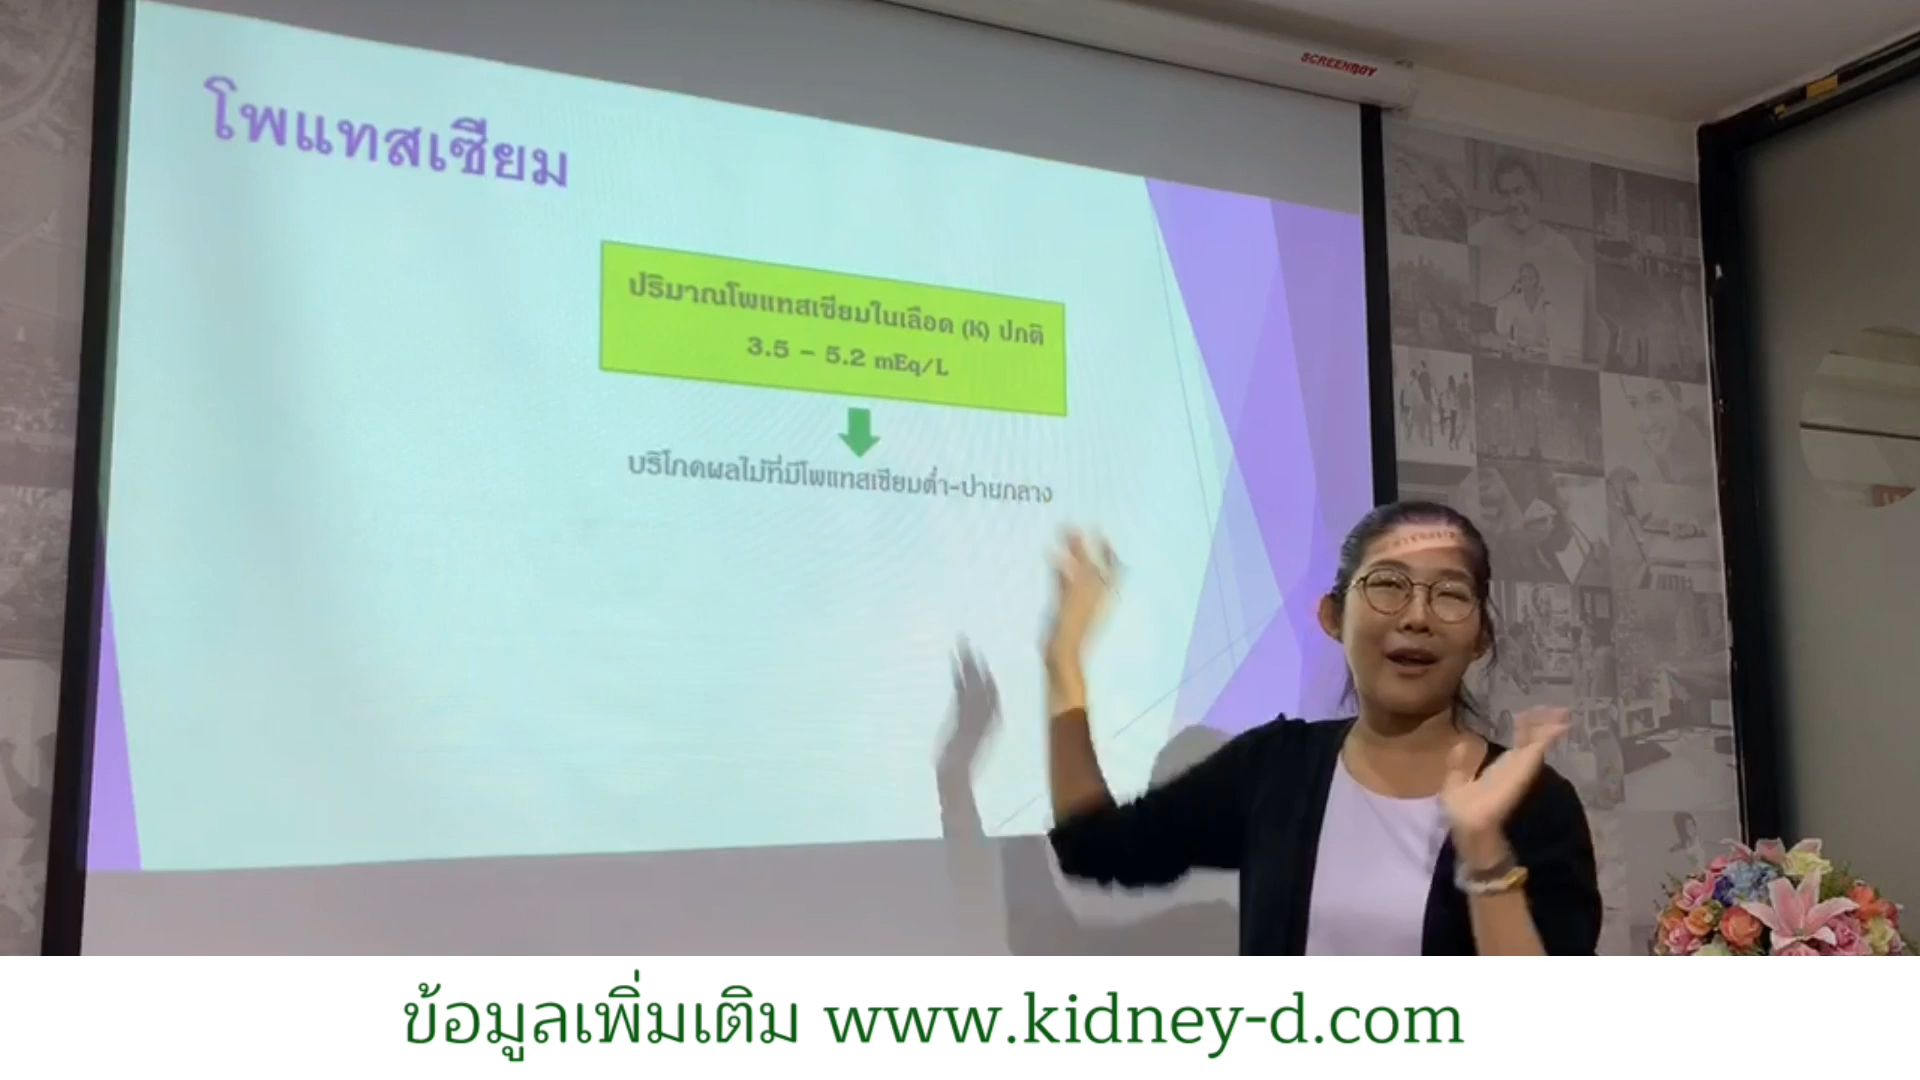 SCREENBOY
โพแทสเซียม
ปริมาณโพแทสเซียมในเลือด (K) ปกติ
3.5 – 5.2 mEq/L
บริโภคผลไม้ที่มีโพแทสเซียมต่ำ-ปานกลาง
ข้อมูลเพิ่มเติม www.kidney-d.com